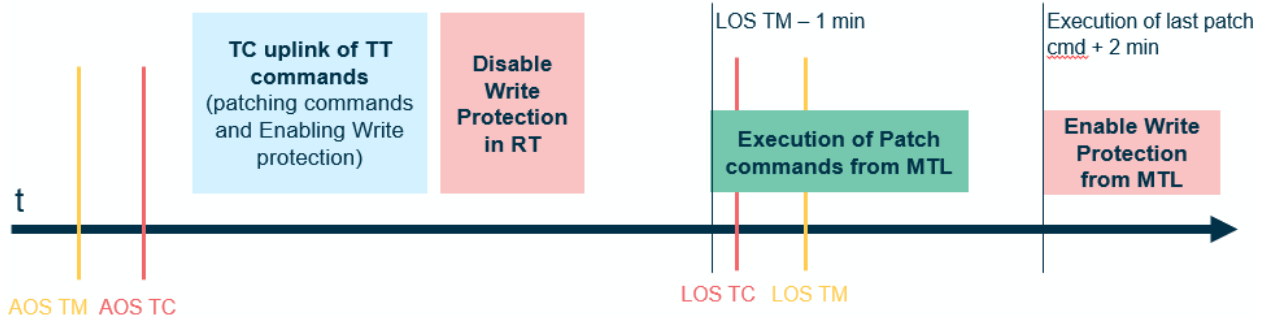 TC uplink of TT
commands
(patching commands
and Enabling Write
protection)
Disable
Write
Protection
in RT
LOS TM – 1 min
Execution of last patch
cmd + 2 min
Execution of Patch
commands from MTL
Enable Write
Protection
from MTL
t
AOS TM
AOS TC
LOS TC
LOS TM